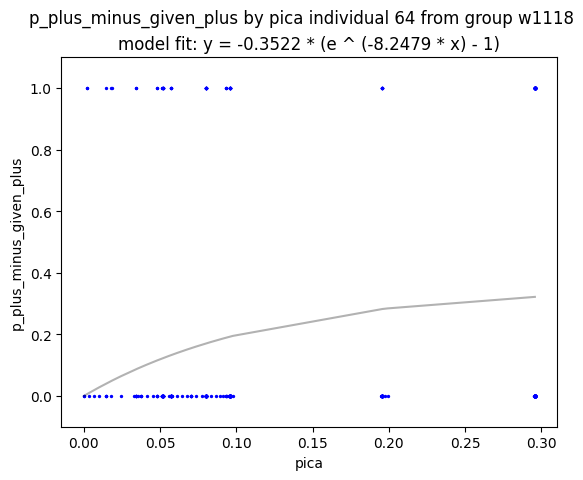 p_plus_minus_given_plus by pica individual 64 from group w1118
model fit: y = -0.3522 * (e ^ (-8.2479 * x) - 1)
1.0
0.8
0.6
0.4
0.2
0.0
p_plus_minus_given_plus
0.00 0.05 0.10 0.15 0.20 0.25 0.30
pica